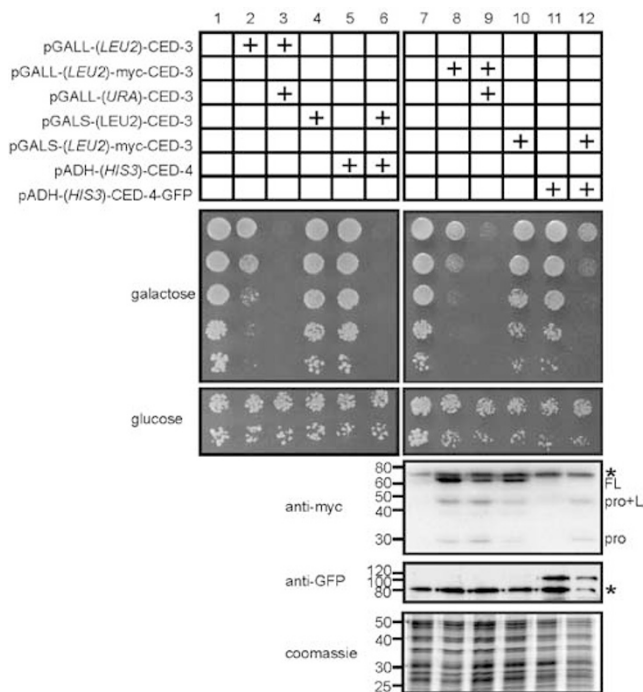 1 2 3 4 5 6 7 8 9 10 11 12
pGALL-(LEU2)-CED-3 + +
pGALL-(LEU2)-myc-CED-3 + +
pGALL-(URA)-CED-3 + +
pGALS-(LEU2)-CED-3 + +
pGALS-(LEU2)-myc-CED-3 + +
pADH-(HIS3)-CED-4 + +
pADH-(HIS3)-CED-4-GFP + +
galactose
glucose
80
60
50
40
30
anti-myc
*
FL
pro+L
pro
120
100
80
anti-GFP
*
50
40
30
25
coomassie